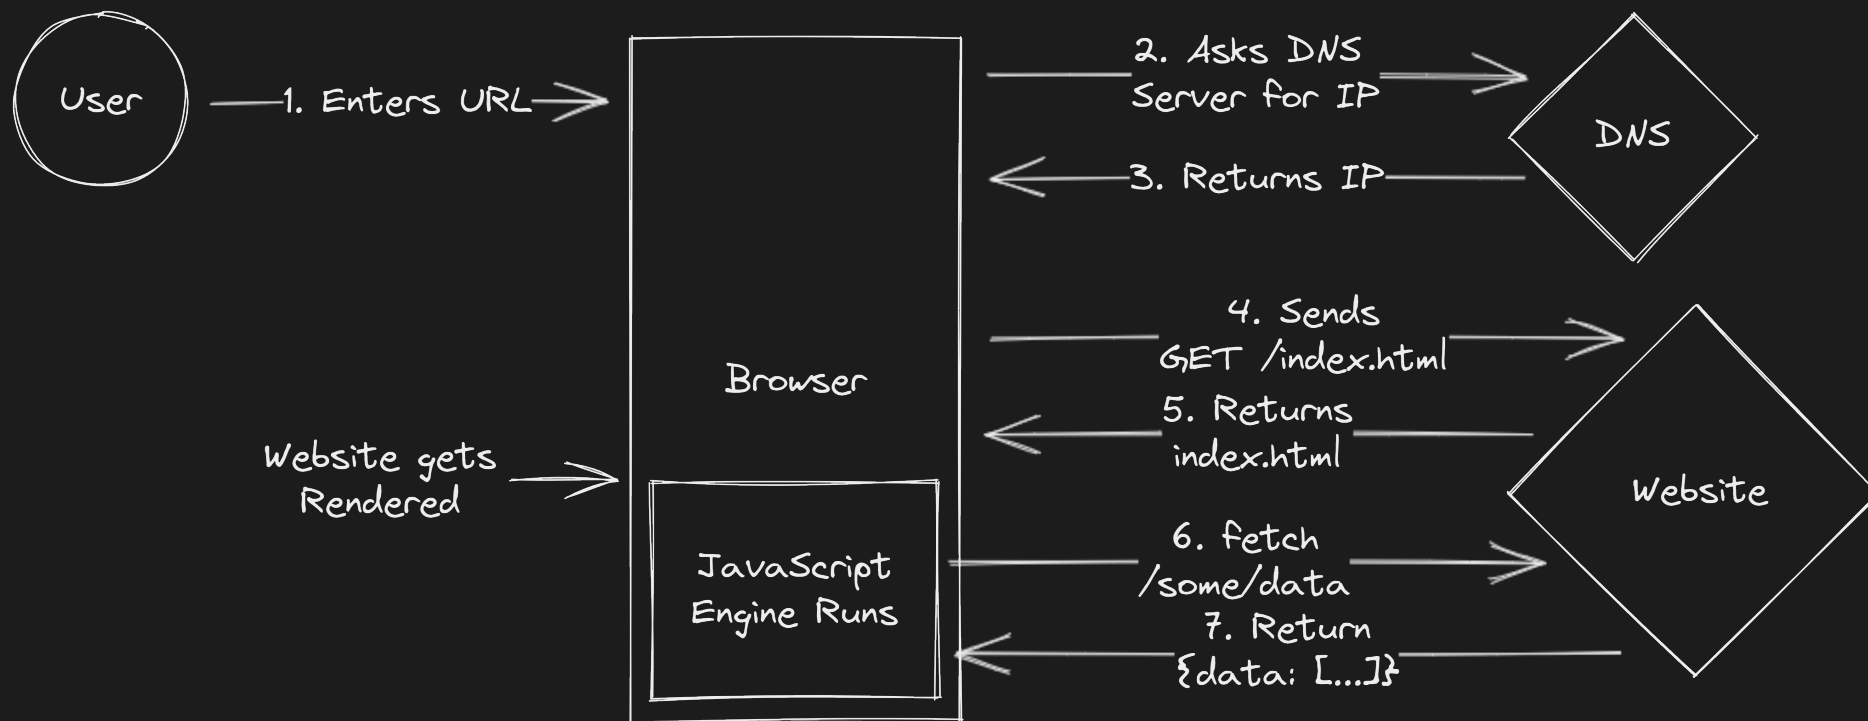 User
1. Enters URL
2. Asks DNS
Server for IP
DNS
3. Returns IP
4. Sends
GET /index.html
Browser
5. Returns
index.html
Website gets
Rendered
Website
6. fetch
/some/data
JavaScript
Engine Runs
7. Return
{data: [...]}